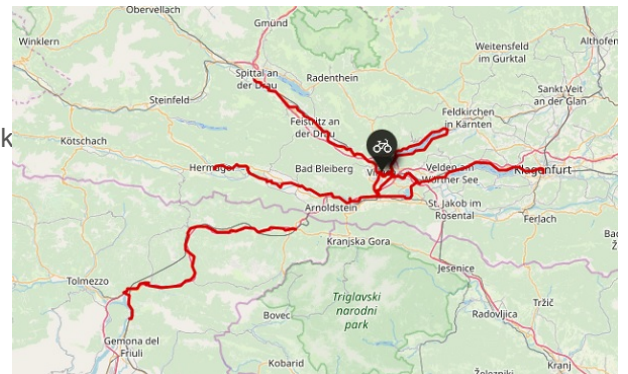 Obervellach
Gmünd
Winklern
Weitensfeld
im Gurktal
Althofen
Spittal an
der Drau
Radenthein
Sankt Veit
an der Glan
Steinfeld
Feldkirchen
in Kärnten
Feistritz an
der Drau
k
Kötschach
Hermagor
Bad Bleiberg
Velden am
Wörther See
Klagenfurt
Arnoldstein
St. Jakob im
Rosental
Ferlach
Kranjska Gora
Jesenice
Tolmezzo
Triglavski
narodni
park
Tržič
Bovec
Radovljica
Gemona del
Friuli
Kobarid
Kranj
Železniki